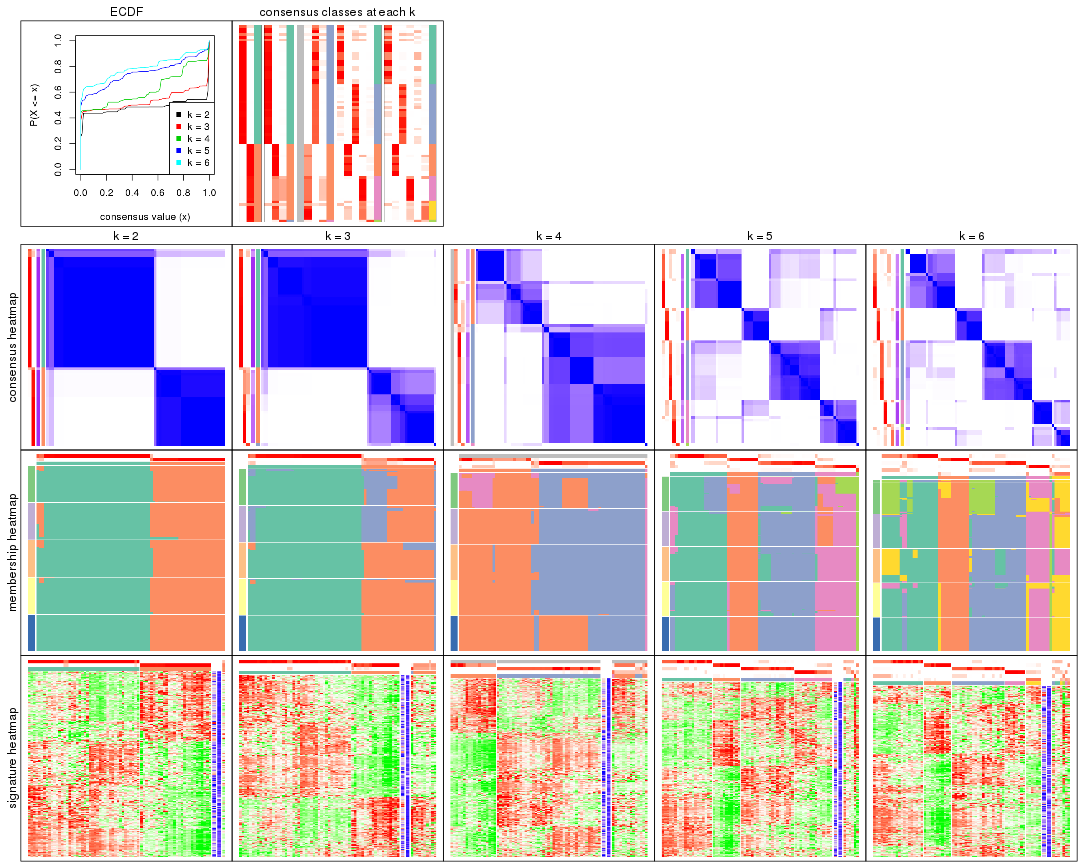 ECDF
consensus classes at each k
P(X <= x)
1.0
0.8
0.6
0.4
0.2
0.0
k = 2
k = 3
k = 4
k = 5
k = 6
0.0 0.2 0.4 0.6 0.8 1.0
consensus value (x)
k = 2
k = 3
k = 4
k = 5
k = 6
consensus heatmap
membership heatmap
signature heatmap